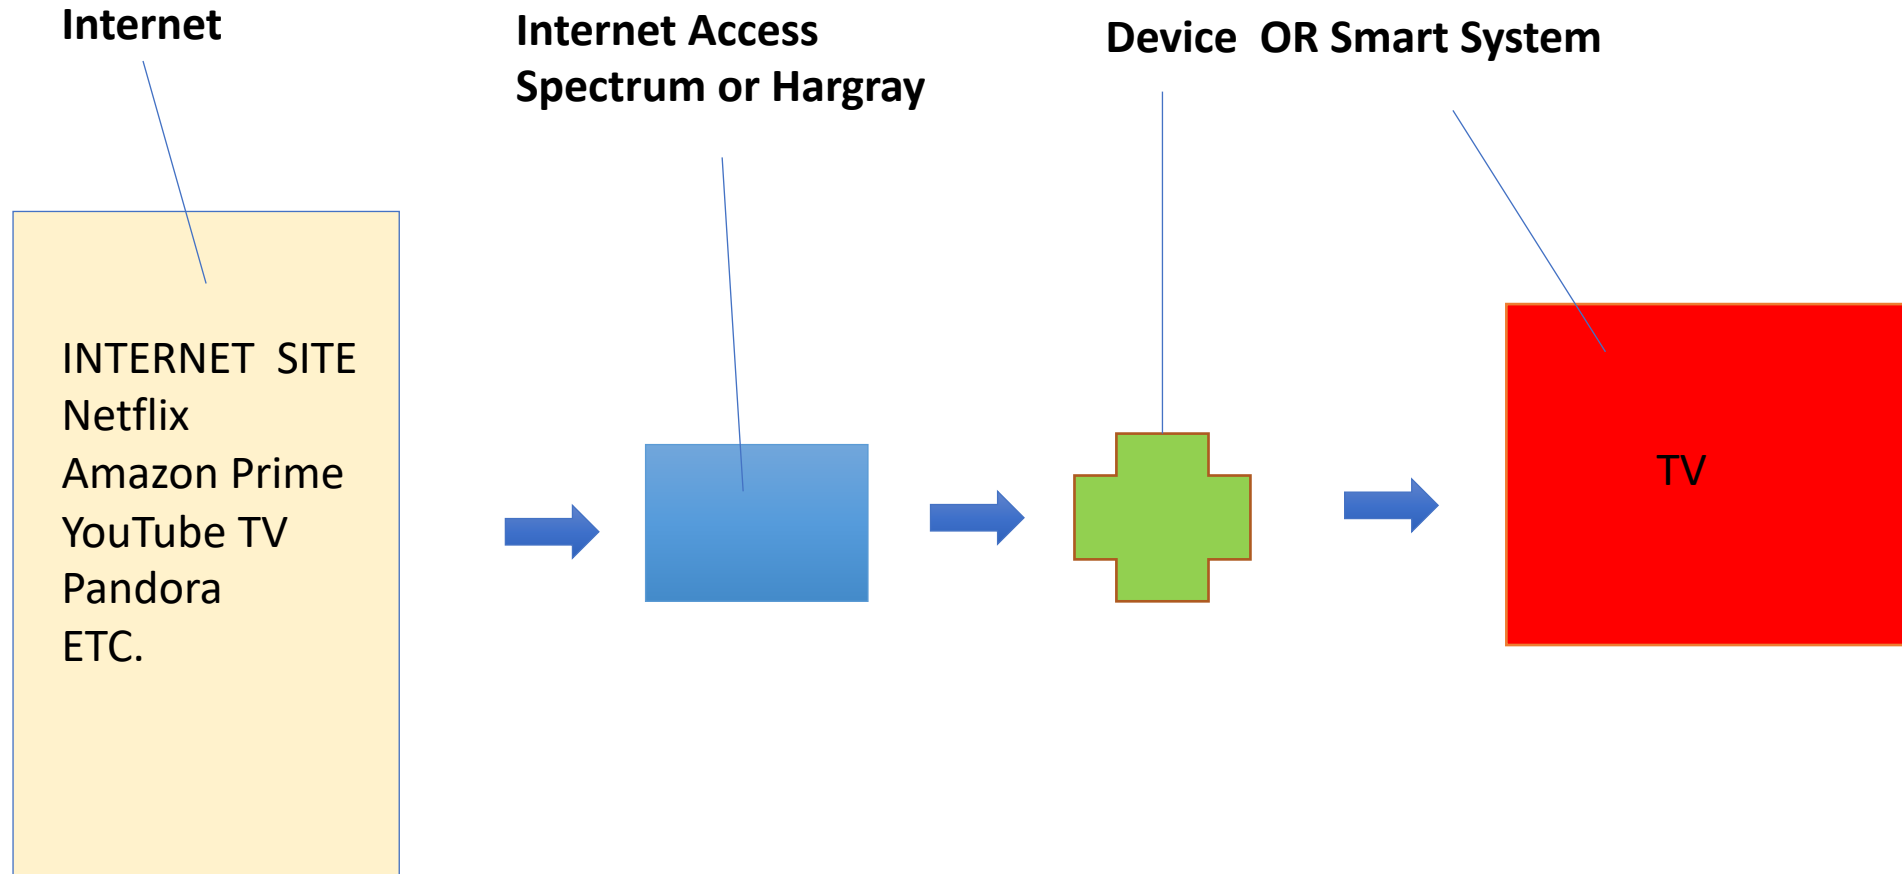 Internet
Internet Access
Spectrum or Hargray
Device  OR Smart System
INTERNET  SITE
Netflix
Amazon Prime
YouTube TV
Pandora
ETC.
TV